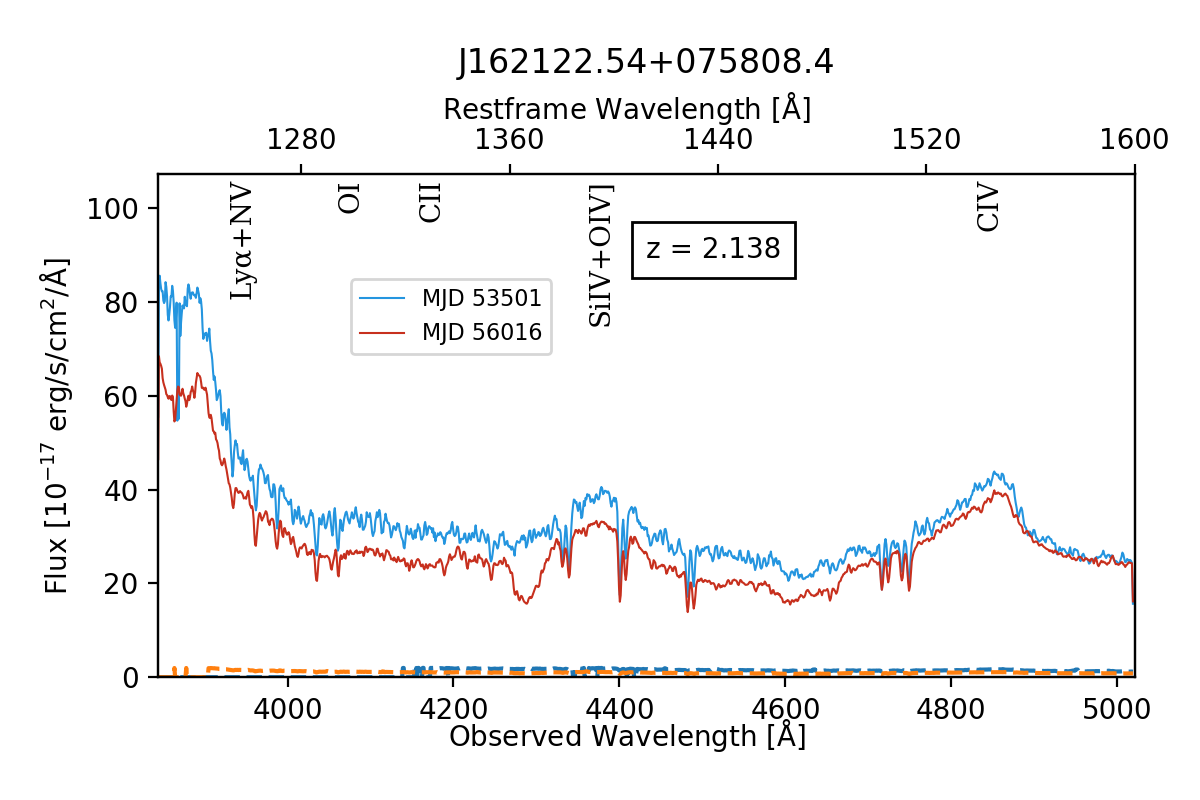 J162122.54+075808.4
Restframe Wavelength [Å]
1280 1360 1440 1520 1600
Lyα+NV
OI
CII
SiIV+OIV]
CIV
z = 2.138
MJD 53501
MJD 56016
Flux [10⁻¹⁷ erg/s/cm²/Å]
100
80
60
40
20
0
4000 4200 4400 4600 4800 5000
Observed Wavelength [Å]